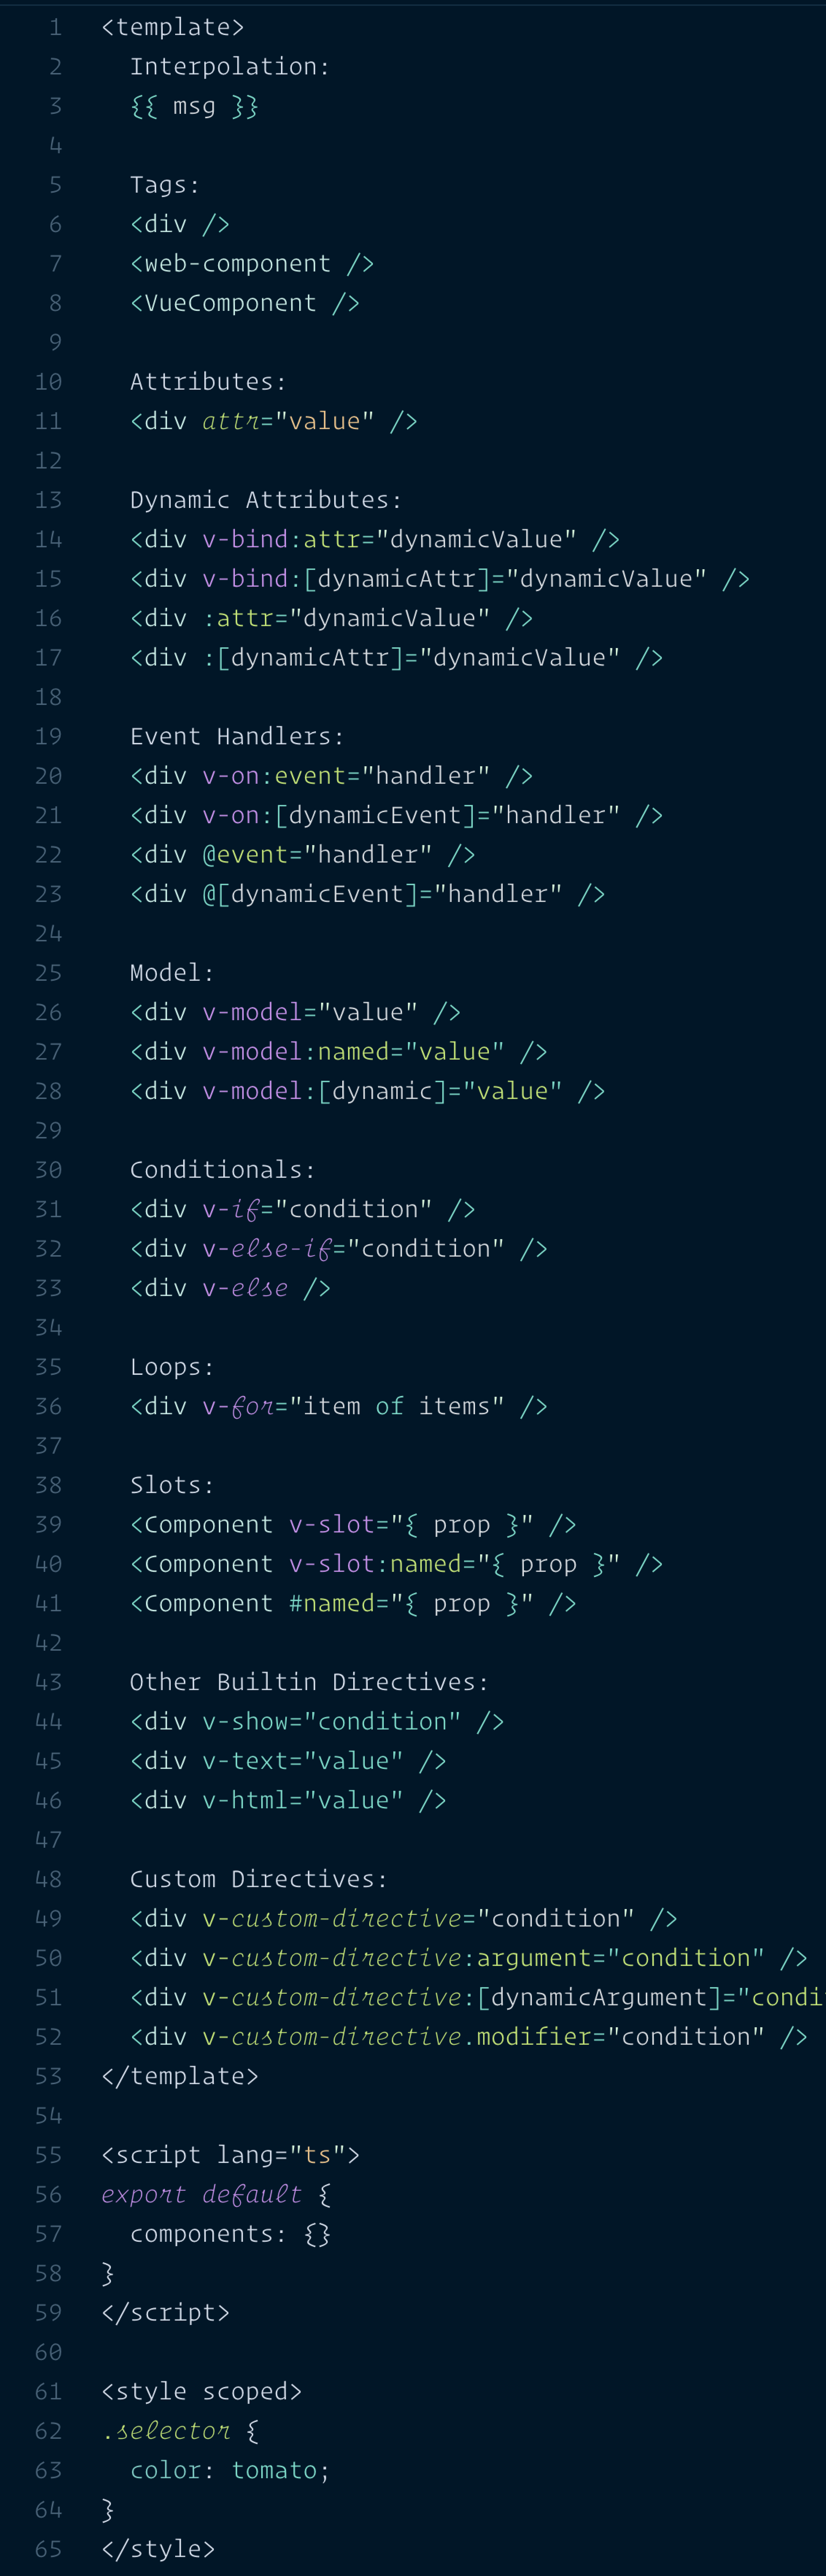 1 <template>
2   Interpolation:
3   {{ msg }}
4
5   Tags:
6   <div />
7   <web-component />
8   <VueComponent />
9
10   Attributes:
11   <div attr="value" />
12
13   Dynamic Attributes:
14   <div v-bind:attr="dynamicValue" />
15   <div v-bind:[dynamicAttr]="dynamicValue" />
16   <div :attr="dynamicValue" />
17   <div :[dynamicAttr]="dynamicValue" />
18
19   Event Handlers:
20   <div v-on:event="handler" />
21   <div v-on:[dynamicEvent]="handler" />
22   <div @event="handler" />
23   <div @[dynamicEvent]="handler" />
24
25   Model:
26   <div v-model="value" />
27   <div v-model:named="value" />
28   <div v-model:[dynamic]="value" />
29
30   Conditionals:
31   <div v-if="condition" />
32   <div v-else-if="condition" />
33   <div v-else />
34
35   Loops:
36   <div v-for="item of items" />
37
38   Slots:
39   <Component v-slot="{ prop }" />
40   <Component v-slot:named="{ prop }" />
41   <Component #named="{ prop }" />
42
43   Other Builtin Directives:
44   <div v-show="condition" />
45   <div v-text="value" />
46   <div v-html="value" />
47
48   Custom Directives:
49   <div v-custom-directive="condition" />
50   <div v-custom-directive:argument="condition" />
51   <div v-custom-directive:[dynamicArgument]="condi
52   <div v-custom-directive.modifier="condition" />
53 </template>
54
55 <script lang="ts">
56 export default {
57   components: {}
58 }
59 </script>
60
61 <style scoped>
62 .selector {
63   color: tomato;
64 }
65 </style>